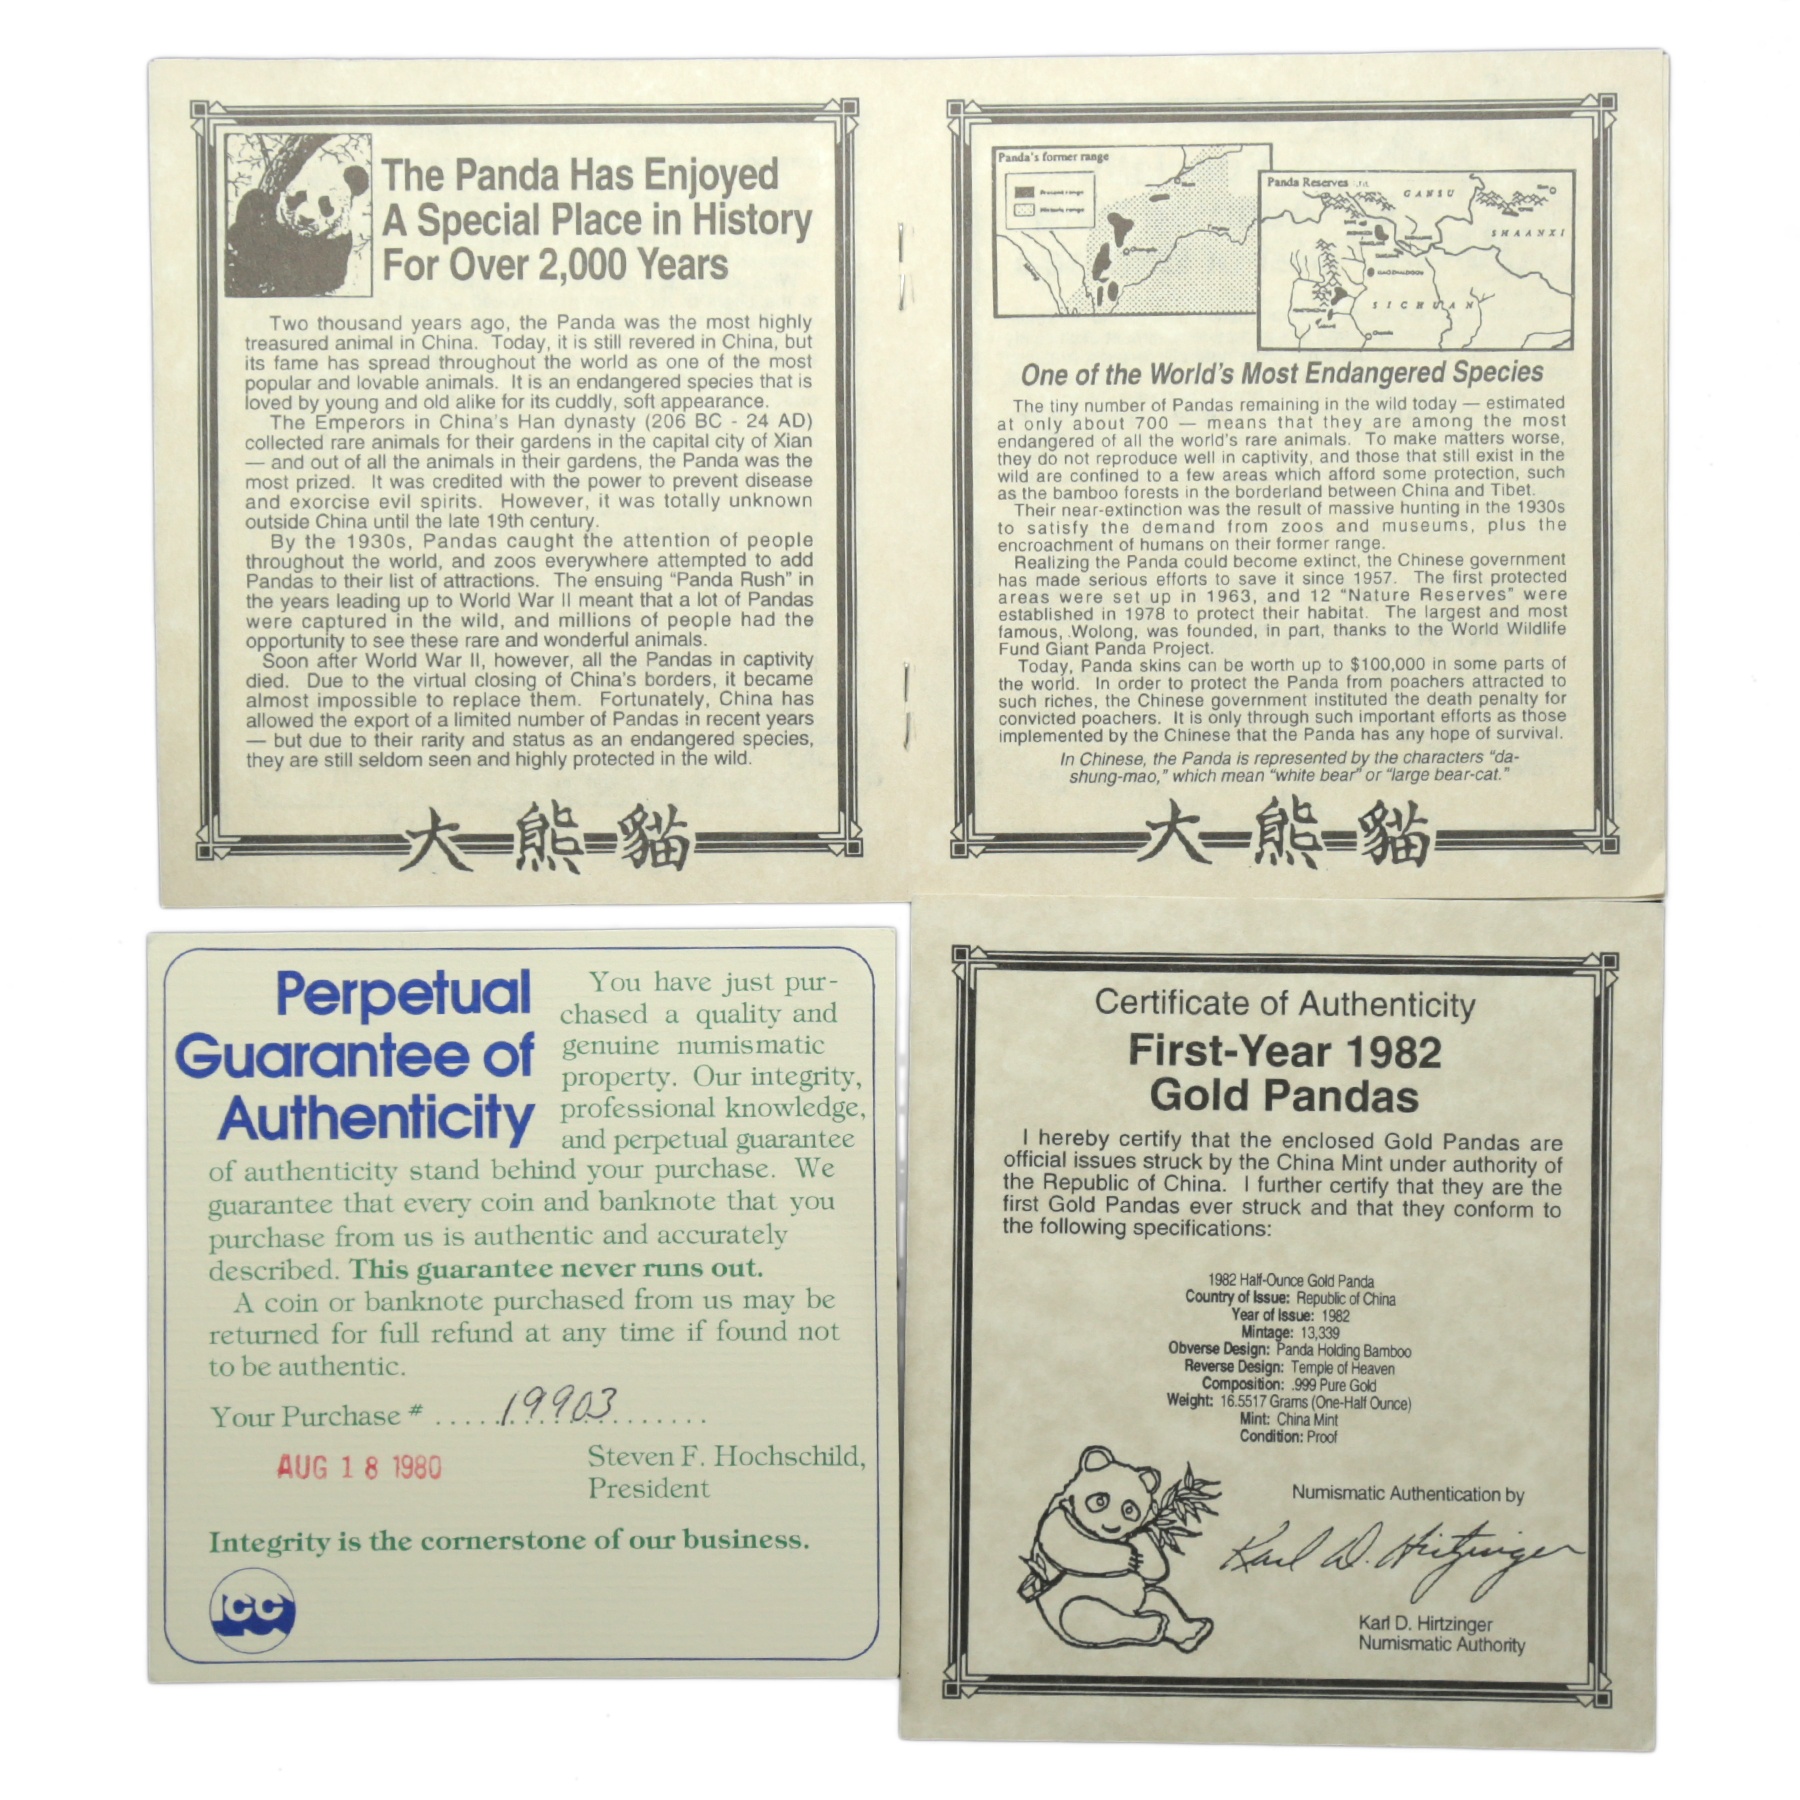 The Panda Has Enjoyed
A Special Place in History
For Over 2,000 Years
Two thousand years ago, the Panda was the most highly
treasured animal in China. Today, it is still revered in China, but
its fame has spread throughout the world as one of the most
popular and lovable animals. It is an endangered species that is
loved by young and old alike for its cuddly, soft appearance.
The Emperors in China's Han dynasty (206 BC - 24 AD)
collected rare animals for their gardens in the capital city of Xian
— and out of all the animals in their gardens, the Panda was the
most prized. It was credited with the power to prevent disease
and exorcise evil spirits. However, it was totally unknown
outside China until the late 19th century.
By the 1930s, Pandas caught the attention of people
throughout the world, and zoos everywhere attempted to add
Pandas to their list of attractions. The ensuing "Panda Rush" in
the years leading up to World War II meant that a lot of Pandas
were captured in the wild, and millions of people had the
opportunity to see these rare and wonderful animals.
Soon after World War II, however, all the Pandas in captivity
died. Due to the virtual closing of China's borders, it became
almost impossible to replace them. Fortunately, China has
allowed the export of a limited number of Pandas in recent years
— but due to their rarity and status as an endangered species,
they are still seldom seen and highly protected in the wild.
大熊貓
Panda's former range
Present range
Historic range
Panda Reserves
GANSU
SHAANXI
SICHUAN
One of the World's Most Endangered Species
The tiny number of Pandas remaining in the wild today — estimated
at only about 700 — means that they are among the most
endangered of all the world's rare animals. To make matters worse,
they do not reproduce well in captivity, and those that still exist in the
wild are confined to a few areas which afford some protection, such
as the bamboo forests in the borderland between China and Tibet.
Their near-extinction was the result of massive hunting in the 1930s
to satisfy the demand from zoos and museums, plus the
encroachment of humans on their former range.
Realizing the Panda could become extinct, the Chinese government
has made serious efforts to save it since 1957. The first protected
areas were set up in 1963, and 12 "Nature Reserves" were
established in 1978 to protect their habitat. The largest and most
famous, Wolong, was founded, in part, thanks to the World Wildlife
Fund Giant Panda Project.
Today, Panda skins can be worth up to $100,000 in some parts of
the world. In order to protect the Panda from poachers attracted to
such riches, the Chinese government instituted the death penalty for
convicted poachers. It is only through such important efforts as those
implemented by the Chinese that the Panda has any hope of survival.
In Chinese, the Panda is represented by the characters "da-
shung-mao," which mean "white bear" or "large bear-cat."
大熊貓
Perpetual
Guarantee of
Authenticity
You have just pur-
chased a quality and
genuine numismatic
property. Our integrity,
professional knowledge,
and perpetual guarantee
of authenticity stand behind your purchase. We
guarantee that every coin and banknote that you
purchase from us is authentic and accurately
described. This guarantee never runs out.
A coin or banknote purchased from us may be
returned for full refund at any time if found not
to be authentic.
Your Purchase # .....19903.......
AUG 18 1980
Steven F. Hochschild,
President
Integrity is the cornerstone of our business.
ICC
Certificate of Authenticity
First-Year 1982
Gold Pandas
I hereby certify that the enclosed Gold Pandas are
official issues struck by the China Mint under authority of
the Republic of China. I further certify that they are the
first Gold Pandas ever struck and that they conform to
the following specifications:
1982 Half-Ounce Gold Panda
Country of Issue: Republic of China
Year of Issue: 1982
Mintage: 13,339
Obverse Design: Panda Holding Bamboo
Reverse Design: Temple of Heaven
Composition: .999 Pure Gold
Weight: 16.5517 Grams (One-Half Ounce)
Mint: China Mint
Condition: Proof
Numismatic Authentication by
Karl D. Hirtzinger
Karl D. Hirtzinger
Numismatic Authority